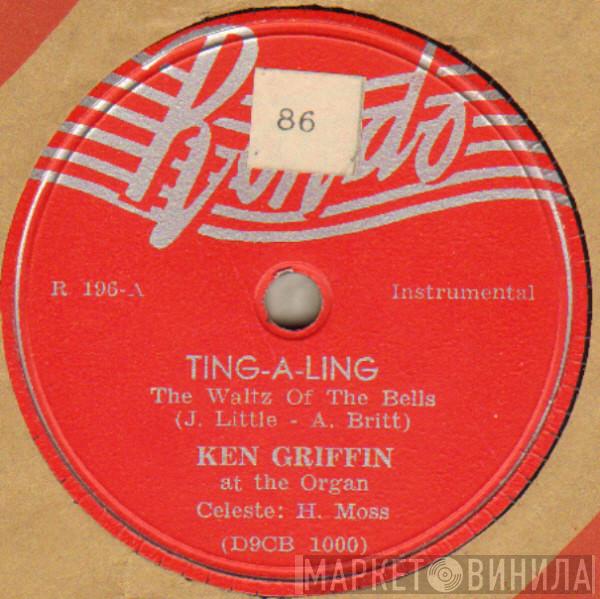 Rondo
86
R 196-A
Instrumental
TING-A-LING
The Waltz Of The Bells
(J. Little - A. Britt)
KEN GRIFFIN
at the Organ
Celeste: H. Moss
(D9CB 1000)
МАРКЕТ ВИНИЛА